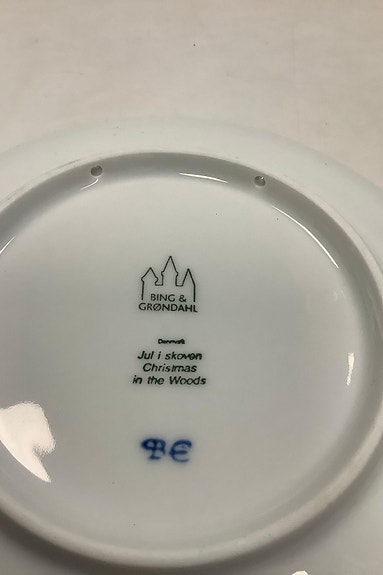 BING &
GRØNDAHL
Denmark
Jul i skoven
Christmas
in the Woods